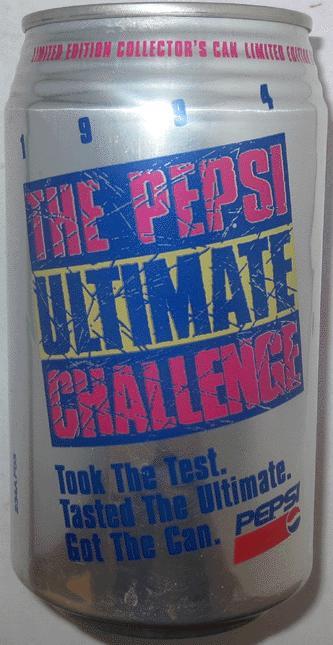 LIMITED EDITION COLLECTOR'S CAN LIMITED EDITION
1 9 9 4
THE PEPSI
ULTIMATE
CHALLENGE
Took The Test.
Tasted The Ultimate.
Got The Can.
PEPSI